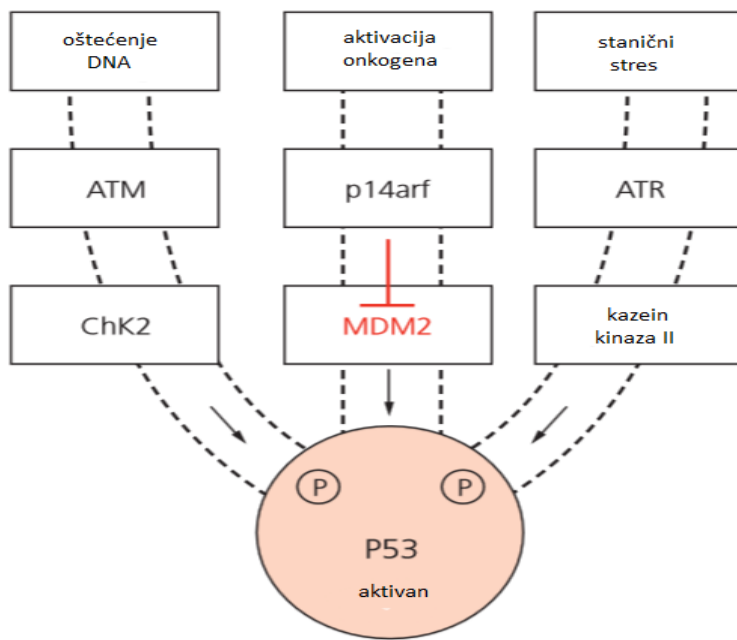 oštećenje
DNA
aktivacija
onkogena
stanični
stres
ATM
p14arf
ATR
ChK2
MDM2
kazein
kinaza II
P
P
P53
aktivan